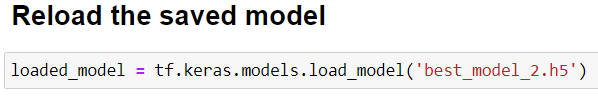 Reload the saved model
loaded_model = tf.keras.models.load_model('best_model_2.h5')